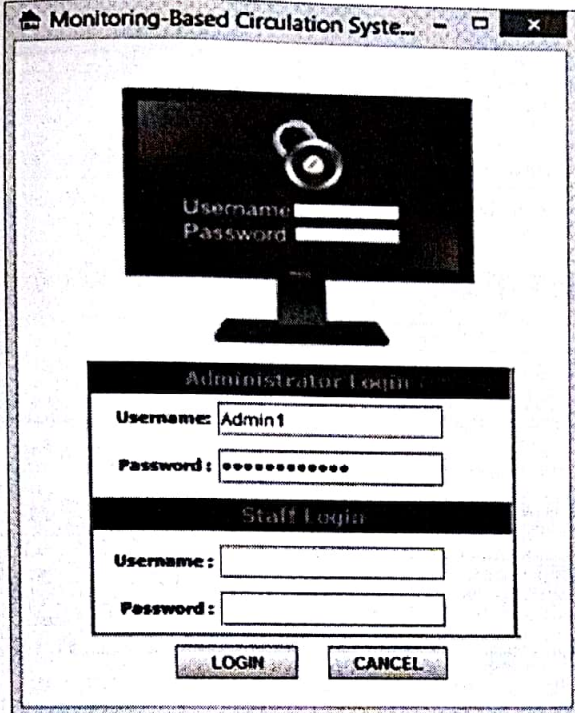 Monitoring-Based Circulation Syste...
Username
Password
Administrator Login
Username: Admin1
Password : ••••••••••••
Staff Login
Username :
Password :
LOGIN CANCEL